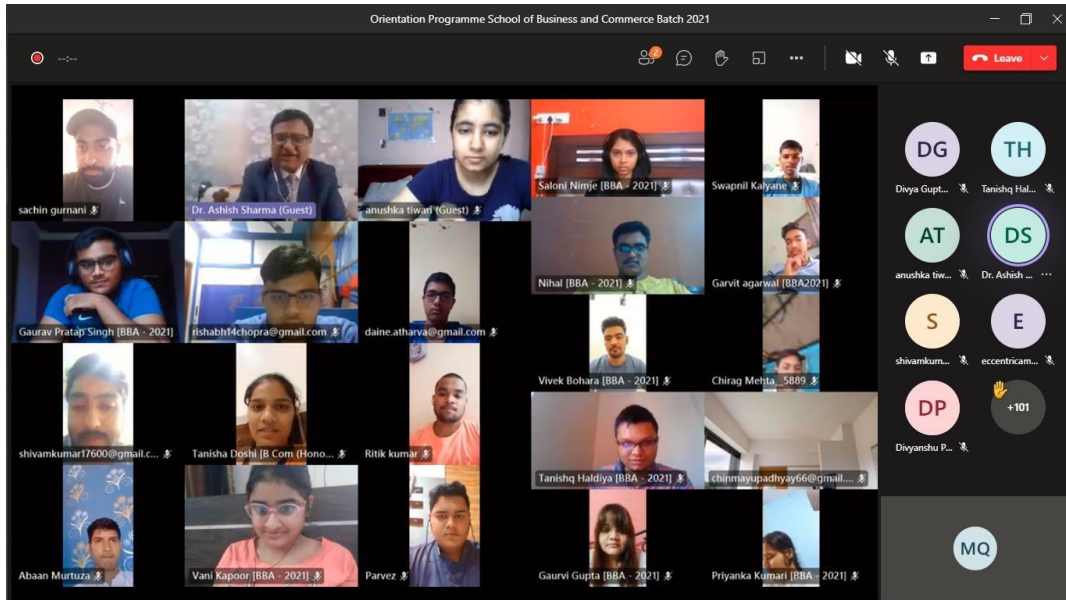 Orientation Programme School of Business and Commerce Batch 2021
--:--
2
Leave
sachin gurnani
Dr. Ashish Sharma (Guest)
anushka tiwari (Guest)
Saloni Nimje [BBA - 2021]
Swapnil Kalyane
Gaurav Pratap Singh [BBA - 2021]
rishabh14chopra@gmail.com
daine.atharva@gmail.com
Nihal [BBA - 2021]
Garvit agarwal [BBA2021]
Vivek Bohara [BBA - 2021]
Chirag Mehta,_5889
shivamkumar17600@gmail.c...
Tanisha Doshi [B Com (Hono...
Ritik kumar
Tanishq Haldiya [BBA - 2021]
chinmayupadhyay66@gmail....
Abaan Murtuza
Vani Kapoor [BBA - 2021]
Parvez
Gaurvi Gupta [BBA - 2021]
Priyanka Kumari [BBA - 2021]
DG
TH
Divya Gupt...
Tanishq Hal...
AT
DS
anushka tiw...
Dr. Ashish ...
S
E
shivamkum...
eccentricam...
DP
+101
Divyanshu P...
MQ